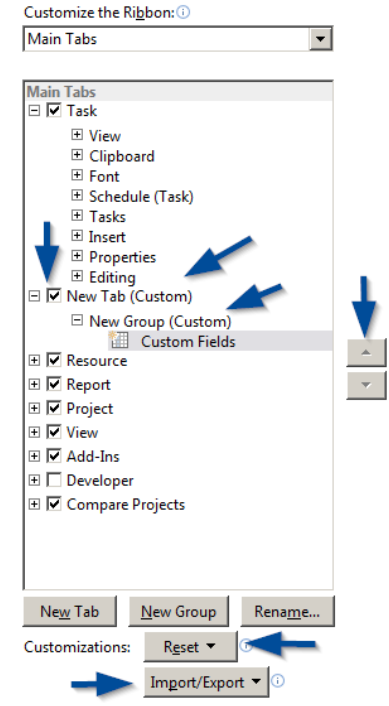 Customize the Ribbon:
Main Tabs
Main Tabs
Task
View
Clipboard
Font
Schedule (Task)
Tasks
Insert
Properties
Editing
New Tab (Custom)
New Group (Custom)
Custom Fields
Resource
Report
Project
View
Add-Ins
Developer
Compare Projects
New Tab New Group Rename...
Customizations: Reset
Import/Export